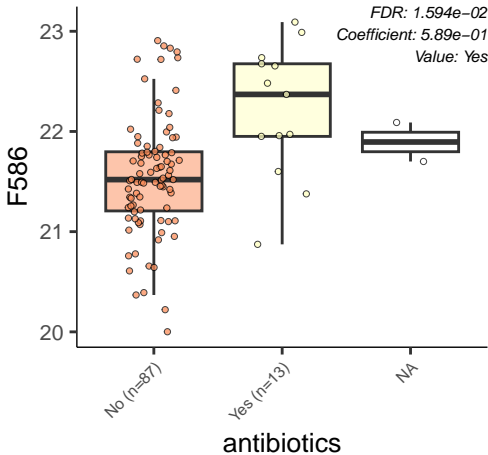 FDR: 1.594e−02
Coefficient: 5.89e−01
Value: Yes
23
22
21
20
F586
No (n=87)
Yes (n=13)
NA
antibiotics